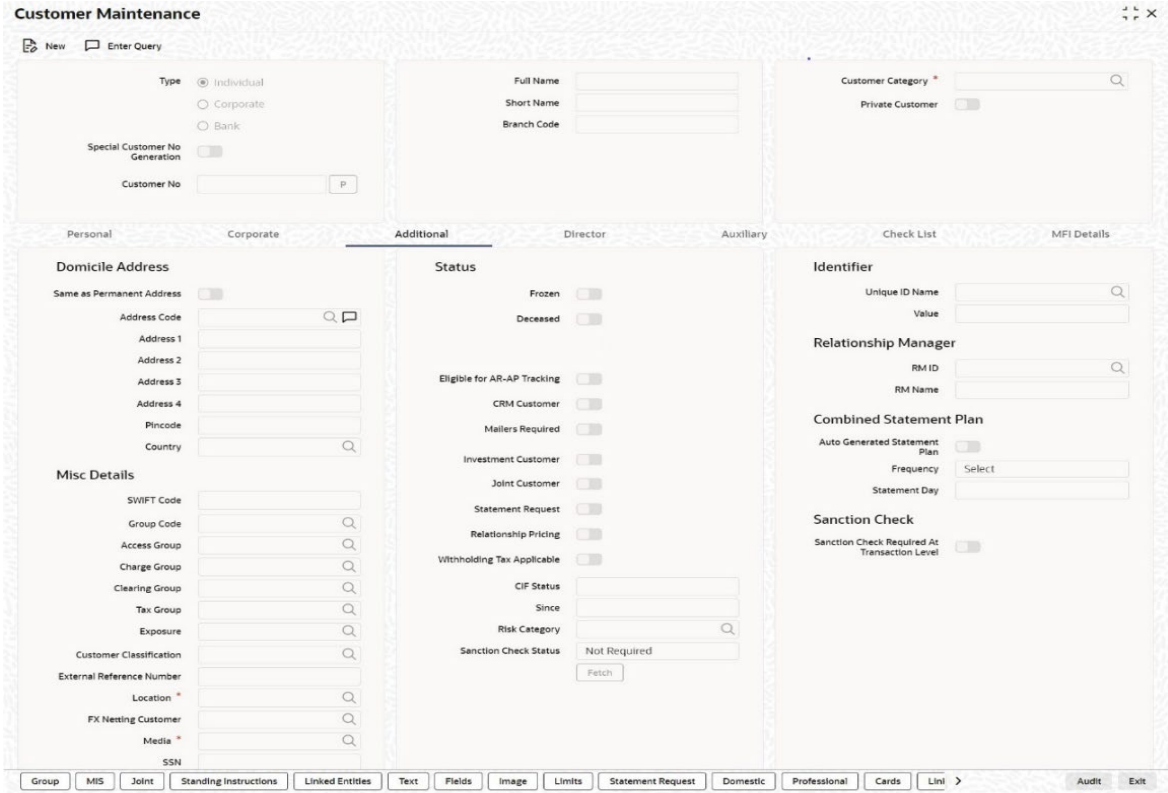 Customer Maintenance
New Enter Query
Type Individual
Corporate
Bank
Special Customer No
Generation
Customer No P
Full Name
Short Name
Branch Code
Customer Category *
Private Customer
Personal Corporate Additional Director Auxiliary Check List MFI Details
Domicile Address
Same as Permanent Address
Address Code
Address 1
Address 2
Address 3
Address 4
Pincode
Country
Misc Details
SWIFT Code
Group Code
Access Group
Charge Group
Clearing Group
Tax Group
Exposure
Customer Classification
External Reference Number
Location *
FX Netting Customer
Media *
SSN
Status
Frozen
Deceased
Eligible for AR-AP Tracking
CRM Customer
Mailers Required
Investment Customer
Joint Customer
Statement Request
Relationship Pricing
Withholding Tax Applicable
CIF Status
Since
Risk Category
Sanction Check Status Not Required
Fetch
Identifier
Unique ID Name
Value
Relationship Manager
RM ID
RM Name
Combined Statement Plan
Auto Generated Statement
Plan
Frequency Select
Statement Day
Sanction Check
Sanction Check Required At
Transaction Level
Group MIS Joint Standing Instructions Linked Entities Text Fields Image Limits Statement Request Domestic Professional Cards Linl Audit Exit